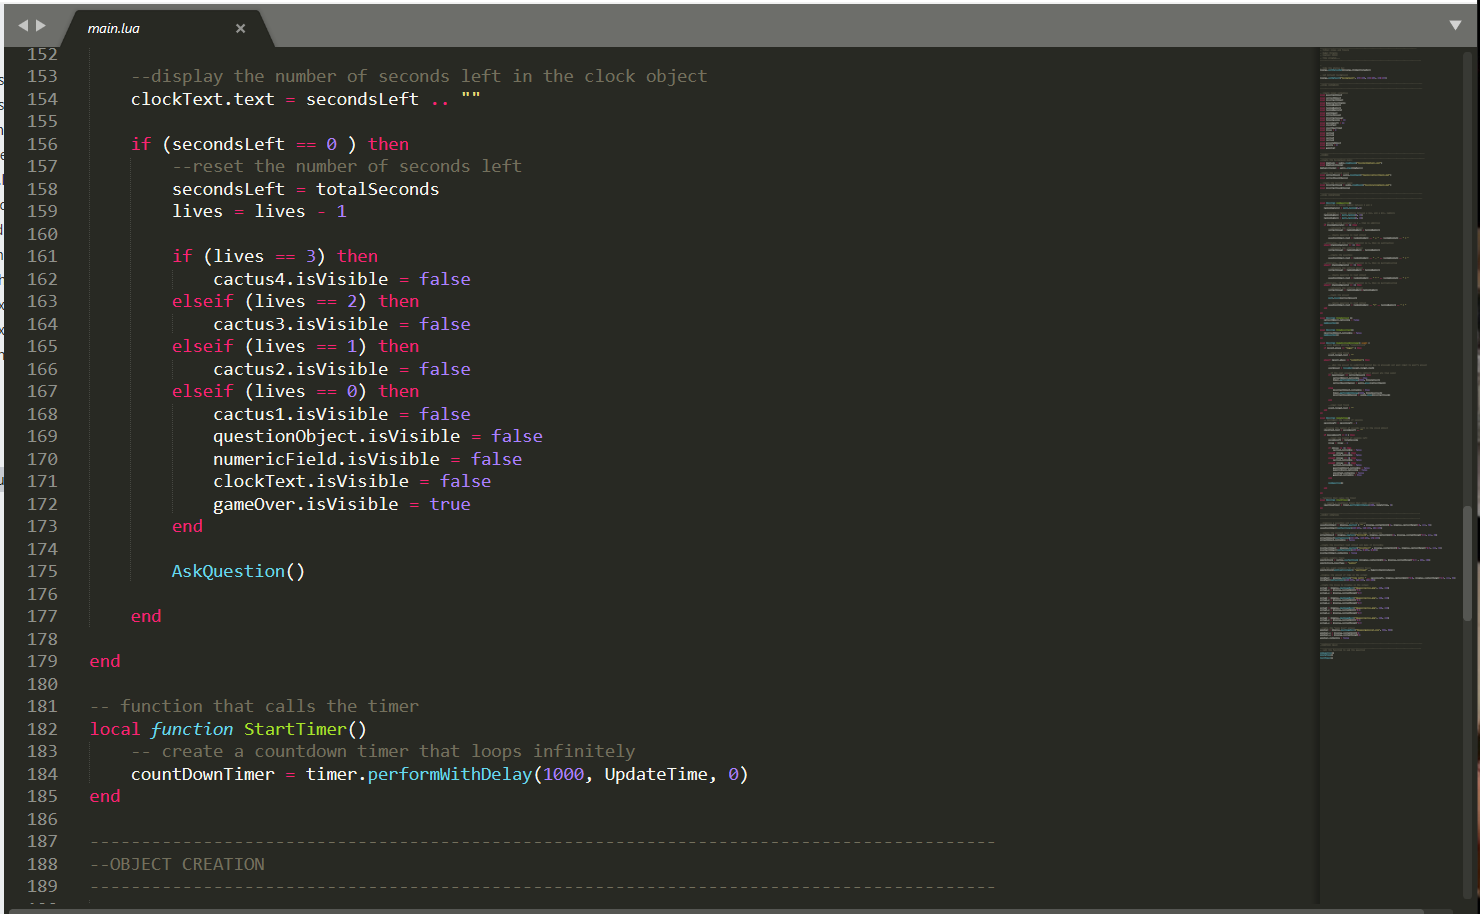 main.lua ×
152
153 --display the number of seconds left in the clock object
154 clockText.text = secondsLeft .. ""
155
156 if (secondsLeft == 0 ) then
157 --reset the number of seconds left
158 secondsLeft = totalSeconds
159 lives = lives - 1
160
161 if (lives == 3) then
162 cactus4.isVisible = false
163 elseif (lives == 2) then
164 cactus3.isVisible = false
165 elseif (lives == 1) then
166 cactus2.isVisible = false
167 elseif (lives == 0) then
168 cactus1.isVisible = false
169 questionObject.isVisible = false
170 numericField.isVisible = false
171 clockText.isVisible = false
172 gameOver.isVisible = true
173 end
174
175 AskQuestion()
176
177 end
178
179 end
180
181 -- function that calls the timer
182 local function StartTimer()
183 -- create a countdown timer that loops infinitely
184 countDownTimer = timer.performWithDelay(1000, UpdateTime, 0)
185 end
186
187 ----------------------------------------------------------------------------------------
188 --OBJECT CREATION
189 ----------------------------------------------------------------------------------------